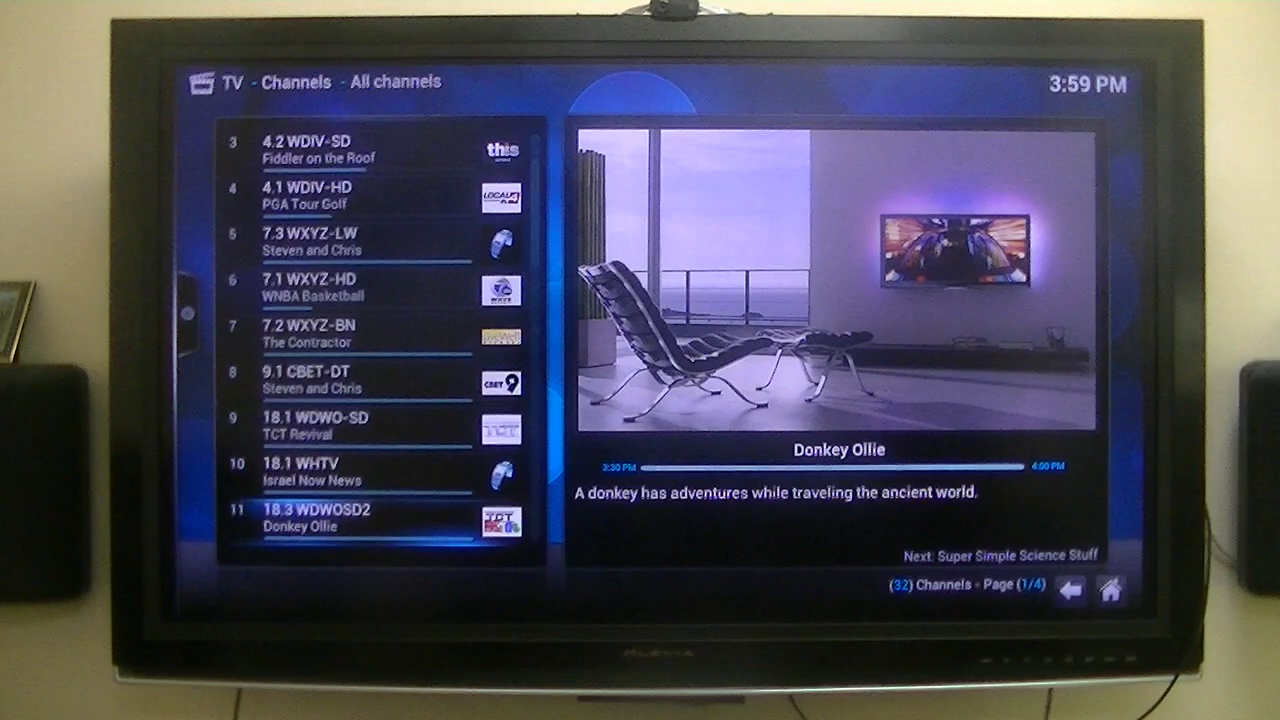 TV - Channels - All channels
3:59 PM
3 4.2 WDIV-SD
Fiddler on the Roof
this
4 4.1 WDIV-HD
PGA Tour Golf
LOCAL 4
5 7.3 WXYZ-LW
Steven and Chris
6 7.1 WXYZ-HD
WNBA Basketball
7 7.2 WXYZ-BN
The Contractor
8 9.1 CBET-DT
Steven and Chris
CBET 9
9 18.1 WDWO-SD
TCT Revival
TCT
10 18.1 WHTV
Israel Now News
11 18.3 WDWOSD2
Donkey Ollie
TCT
Donkey Ollie
3:30 PM
4:00 PM
A donkey has adventures while traveling the ancient world.
Next: Super Simple Science Stuff
(32) Channels - Page (1/4)